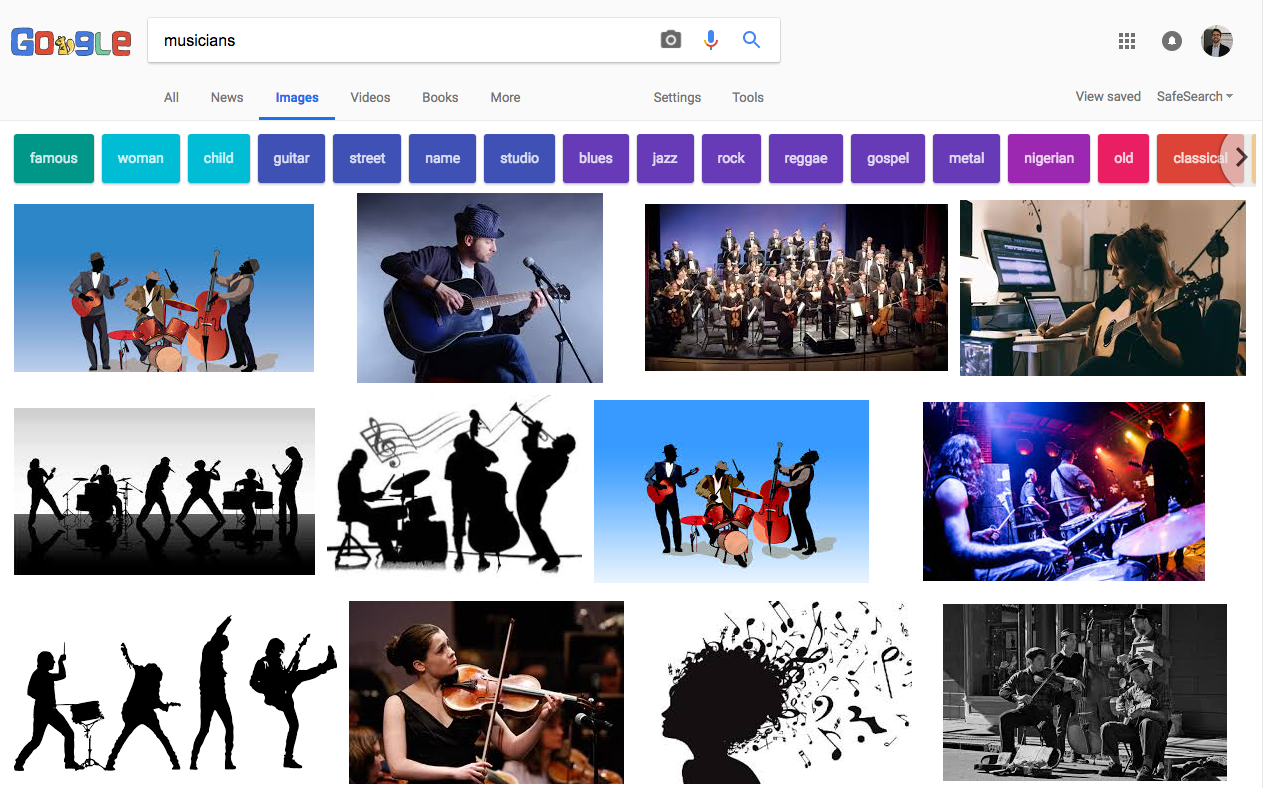 Google
musicians
All News Images Videos Books More Settings Tools View saved SafeSearch
famous woman child guitar street name studio blues jazz rock reggae gospel metal nigerian old classical